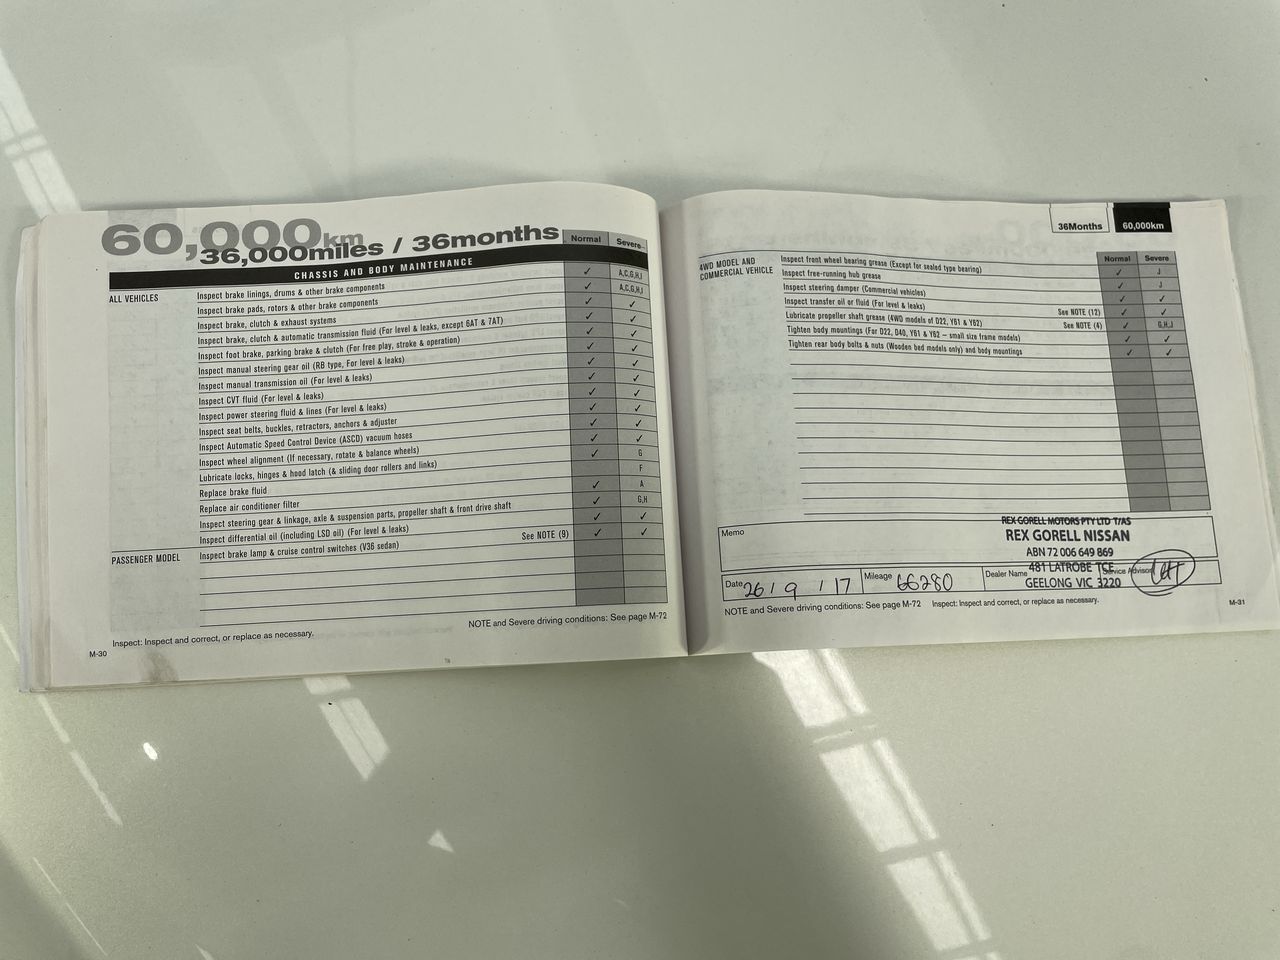 60,000km
36,000miles / 36months
Normal Severe
CHASSIS AND BODY MAINTENANCE
ALL VEHICLES
Inspect brake linings, drums & other brake components ✓ A,C,G,H,I
Inspect brake pads, rotors & other brake components ✓ A,C,G,H,I
Inspect brake, clutch & exhaust systems ✓ ✓
Inspect brake, clutch & automatic transmission fluid (For level & leaks, except 6AT & 7AT) ✓ ✓
Inspect foot brake, parking brake & clutch (For free play, stroke & operation) ✓ ✓
Inspect manual steering gear oil (RB type, For level & leaks) ✓ ✓
Inspect manual transmission oil (For level & leaks) ✓ ✓
Inspect CVT fluid (For level & leaks) ✓ ✓
Inspect power steering fluid & lines (For level & leaks) ✓ ✓
Inspect seat belts, buckles, retractors, anchors & adjuster ✓ ✓
Inspect Automatic Speed Control Device (ASCD) vacuum hoses ✓ ✓
Inspect wheel alignment (If necessary, rotate & balance wheels) ✓ ✓
Lubricate locks, hinges & hood latch (& sliding door rollers and links) ✓ G
Replace brake fluid F
Replace air conditioner filter ✓ A
Inspect steering gear & linkage, axle & suspension parts, propeller shaft & front drive shaft ✓ G,H
Inspect differential oil (including LSD oil) (For level & leaks) See NOTE (9) ✓ ✓
PASSENGER MODEL
Inspect brake lamp & cruise control switches (V36 sedan) ✓ ✓
Inspect: Inspect and correct, or replace as necessary.
NOTE and Severe driving conditions: See page M-72
M-30
36Months 60,000km
Normal Severe
4WD MODEL AND
COMMERCIAL VEHICLE
Inspect front wheel bearing grease (Except for sealed type bearing) ✓ J
Inspect free-running hub grease ✓ J
Inspect steering damper (Commercial vehicles) ✓ ✓
Inspect transfer oil or fluid (For level & leaks) See NOTE (12) ✓ ✓
Lubricate propeller shaft grease (4WD models of D22, Y61 & Y62) See NOTE (4) ✓ G,H,J
Tighten body mountings (For D22, D40, Y61 & Y62 – small size frame models) ✓ ✓
Tighten rear body bolts & nuts (Wooden bed models only) and body mountings ✓ ✓
Memo
REX GORELL MOTORS PTY LTD T/AS
REX GORELL NISSAN
ABN 72 006 649 869
481 LATROBE TCE
GEELONG VIC 3220
Date 26 / 9 / 17 Mileage 66280 Dealer Name Service Advisor
NOTE and Severe driving conditions: See page M-72 Inspect: Inspect and correct, or replace as necessary.
M-31